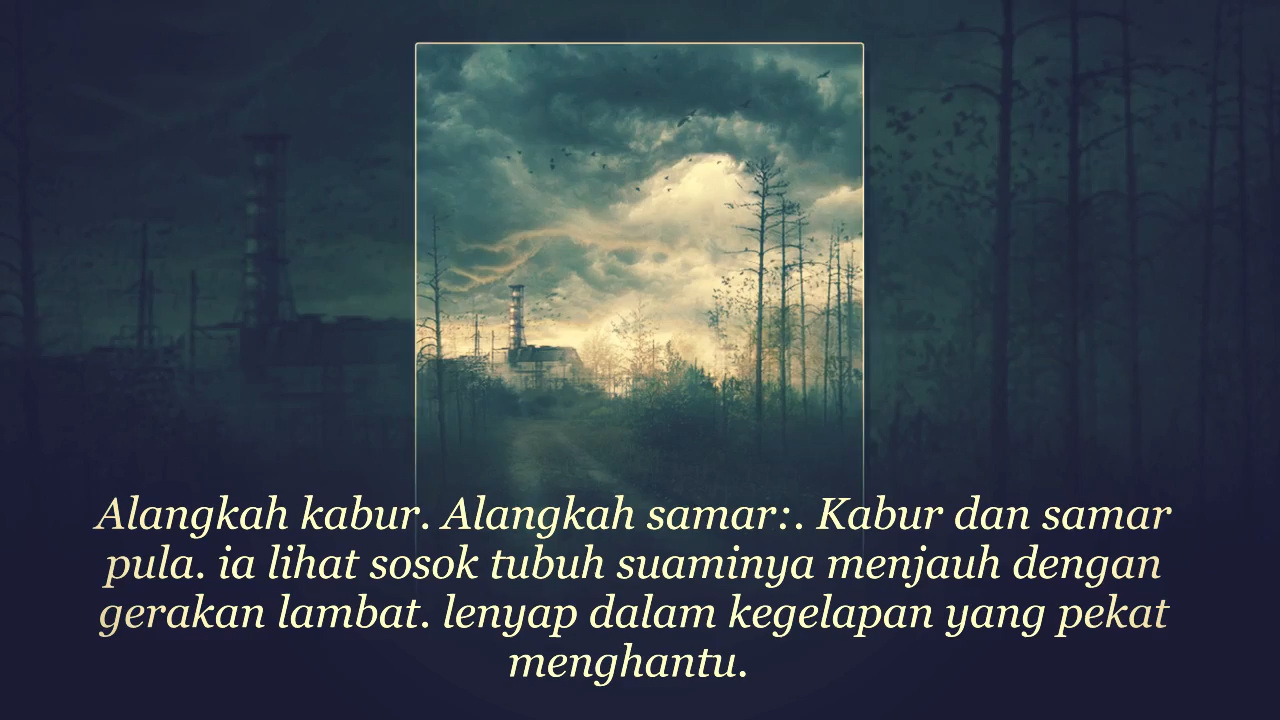 Alangkah kabur. Alangkah samar:. Kabur dan samar
pula. ia lihat sosok tubuh suaminya menjauh dengan
gerakan lambat. lenyap dalam kegelapan yang pekat
menghantu.